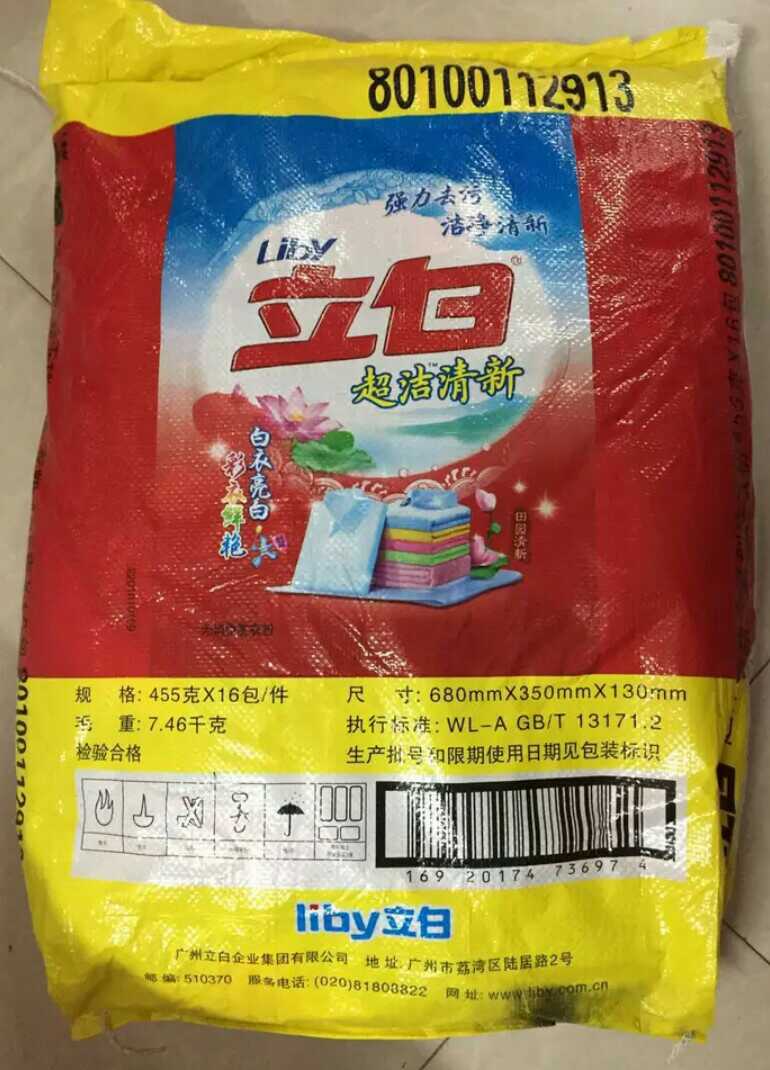 80100112913
强力去污
洁净清新
Liby
立白®
超洁清新™
白衣亮白
彩衣鲜艳
田园清新
规 格: 455克X16包/件
尺 寸: 680mmX350mmX130mm
毛 重: 7.46千克
执行标准: WL-A GB/T 13171.2
检验合格
生产批号和限期使用日期见包装标识
169 20174 73697 4
liby立白
广州立白企业集团有限公司 地址:广州市荔湾区陆居路2号
邮编: 510370 服务电话: (020)81808822 网址: www.liby.com.cn
80100112913